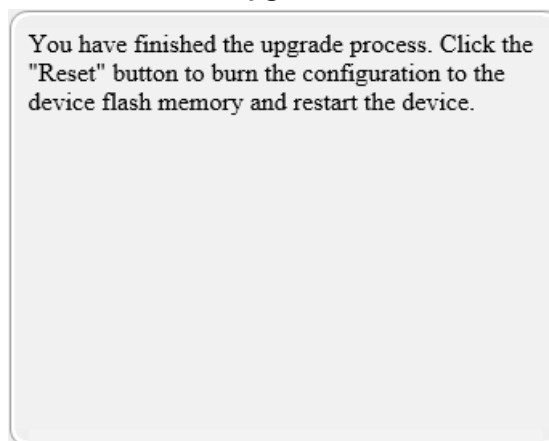 You have finished the upgrade process. Click the
"Reset" button to burn the configuration to the
device flash memory and restart the device.